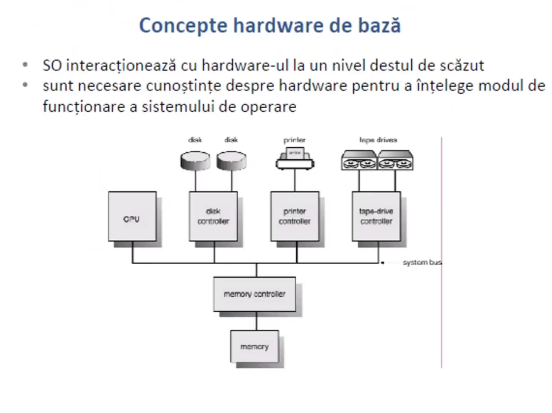 Concepte hardware de bază
• SO interacționează cu hardware-ul la un nivel destul de scăzut
• sunt necesare cunoștințe despre hardware pentru a înțelege modul de
funcționare a sistemului de operare
disk disk printer tape drives
CPU
disk
controller
printer
controller
tape-drive
controller
system bus
memory controller
memory